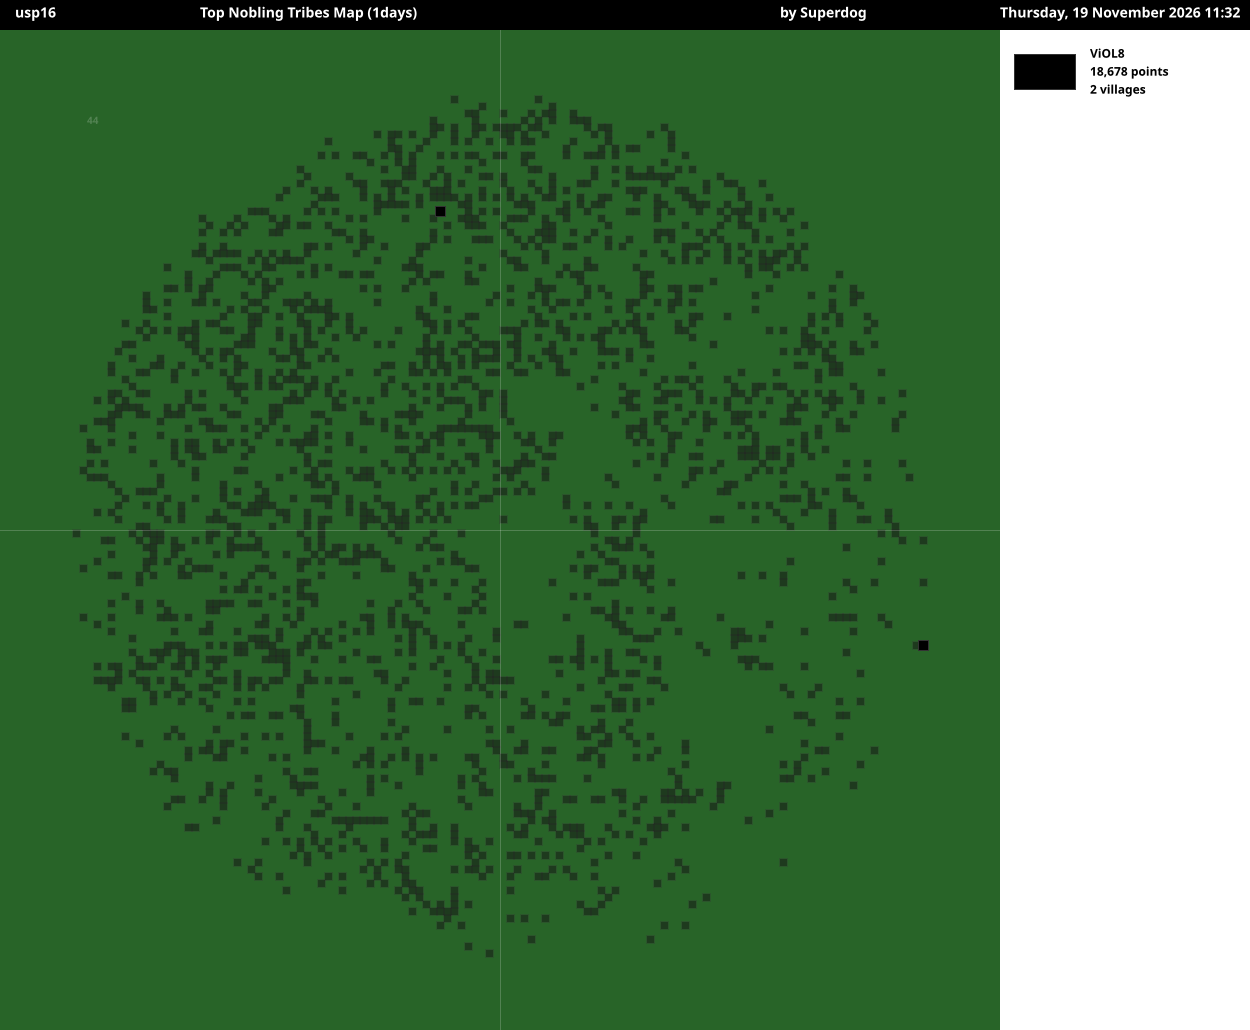 usp16 Top Nobling Tribes Map (1days) by Superdog Thursday, 19 November 2026 11:32
ViOL8
18,678 points
2 villages
44